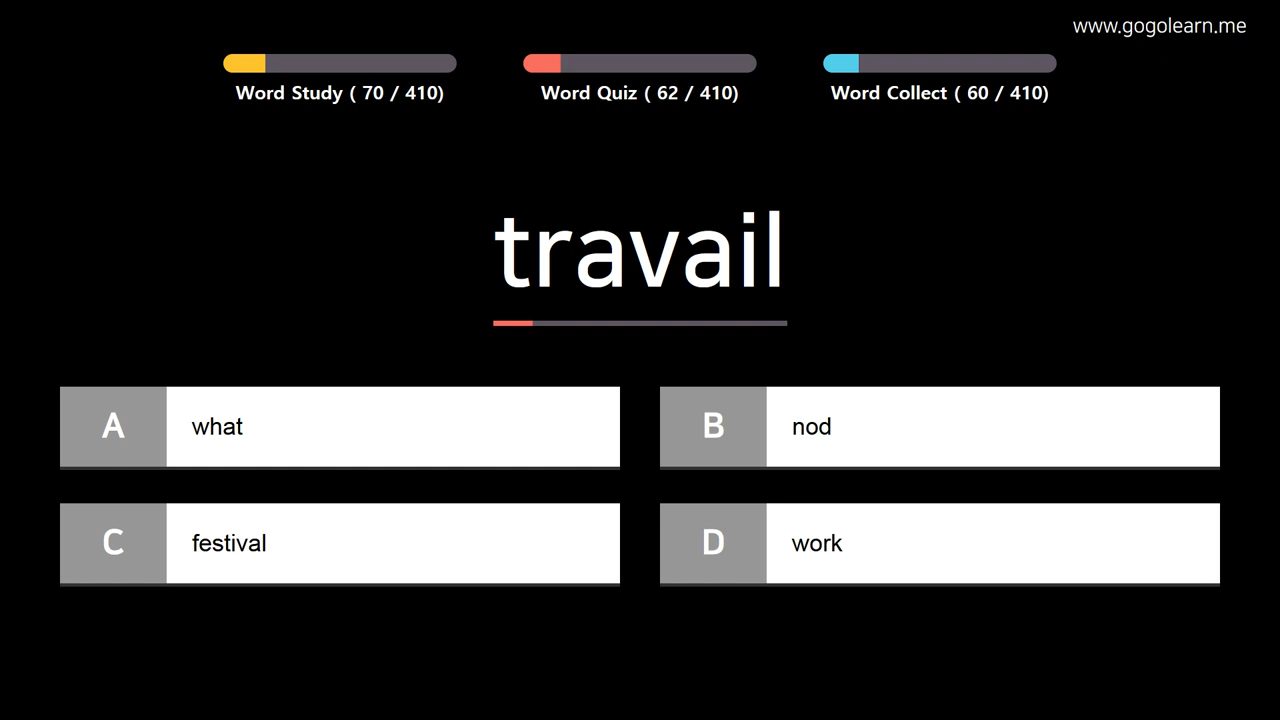 www.gogolearn.me
Word Study ( 70 / 410)
Word Quiz ( 62 / 410)
Word Collect ( 60 / 410)
travail
A what
B nod
C festival
D work